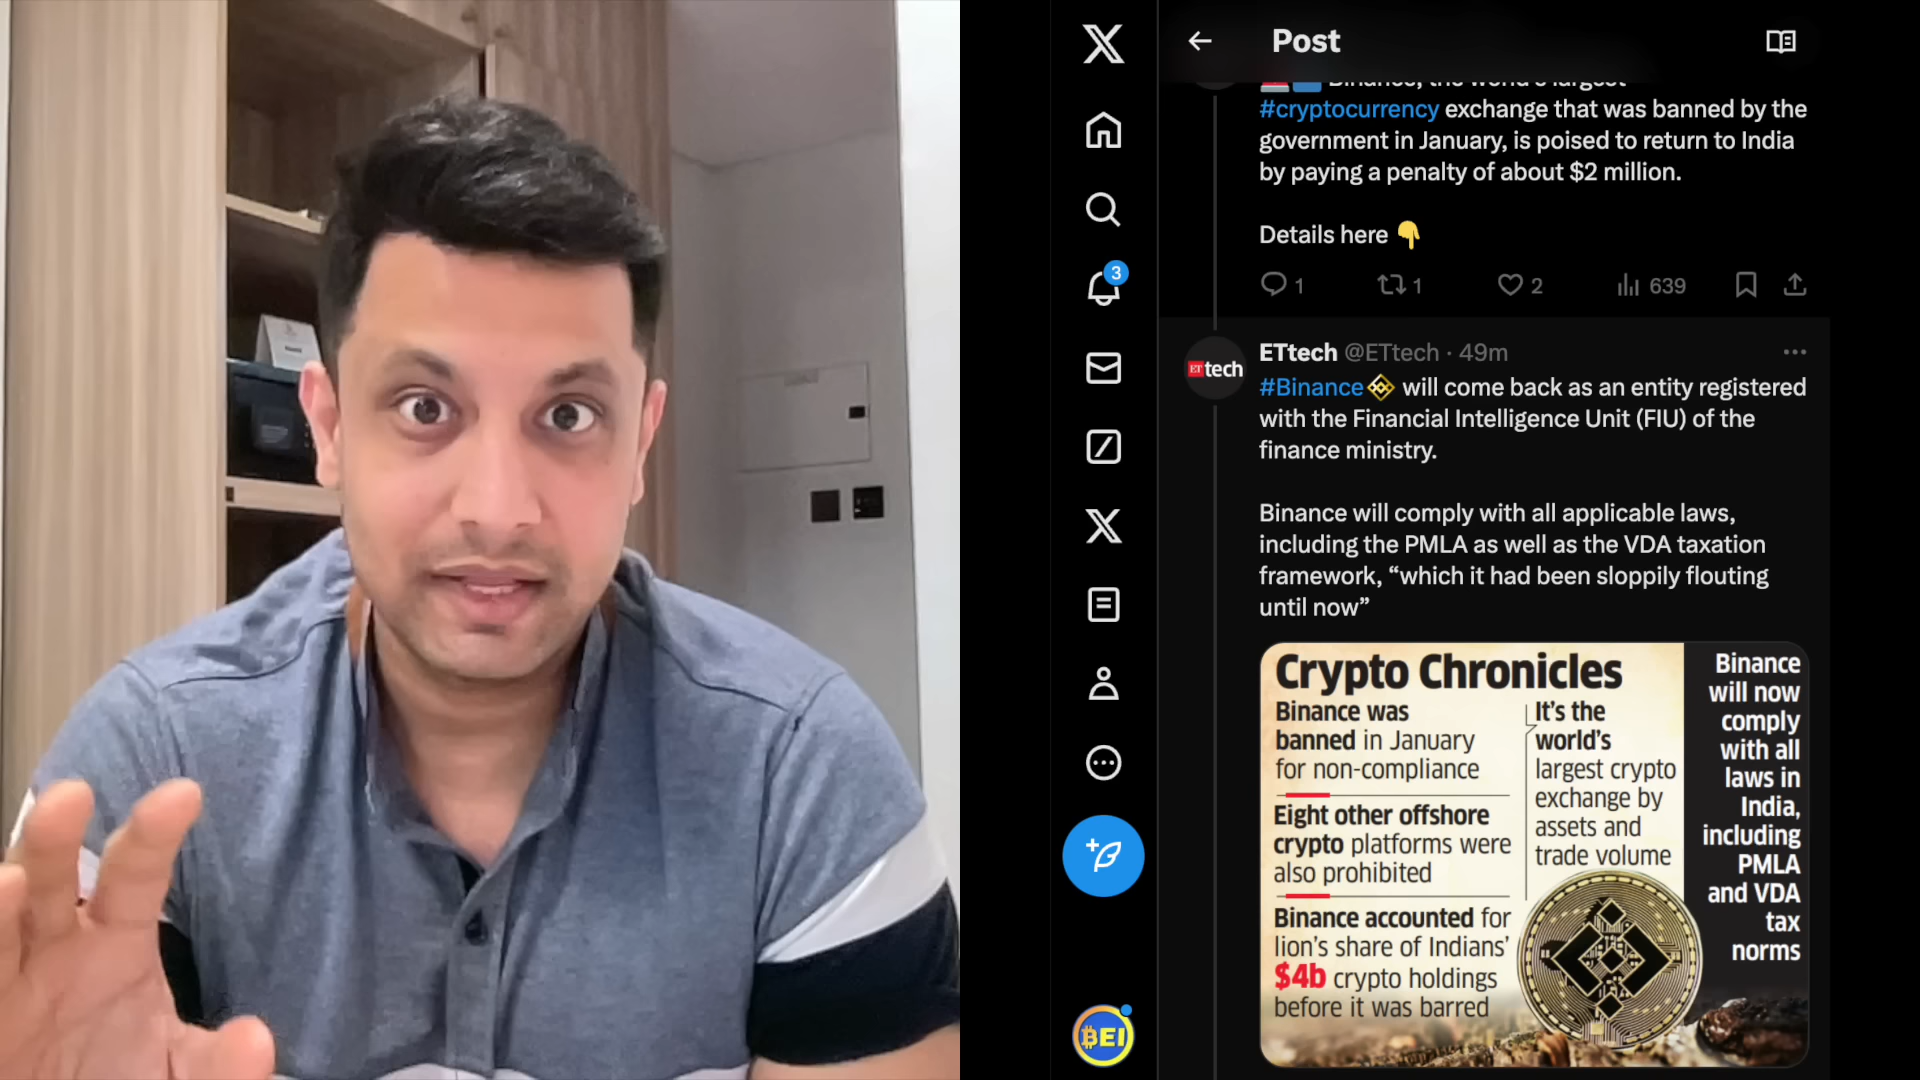 Post
Binance, the world's largest
#cryptocurrency exchange that was banned by the
government in January, is poised to return to India
by paying a penalty of about $2 million.
Details here
1
1
2
639
3
ETtech @ETtech · 49m
ET tech
#Binance will come back as an entity registered
with the Financial Intelligence Unit (FIU) of the
finance ministry.
Binance will comply with all applicable laws,
including the PMLA as well as the VDA taxation
framework, “which it had been sloppily flouting
until now”
Crypto Chronicles
Binance was
banned in January
for non-compliance
Eight other offshore
crypto platforms were
also prohibited
Binance accounted for
lion's share of Indians'
$4b crypto holdings
before it was barred
It's the
world's
largest crypto
exchange by
assets and
trade volume
Binance
will now
comply
with all
laws in
India,
including
PMLA
and VDA
tax
norms
BEI